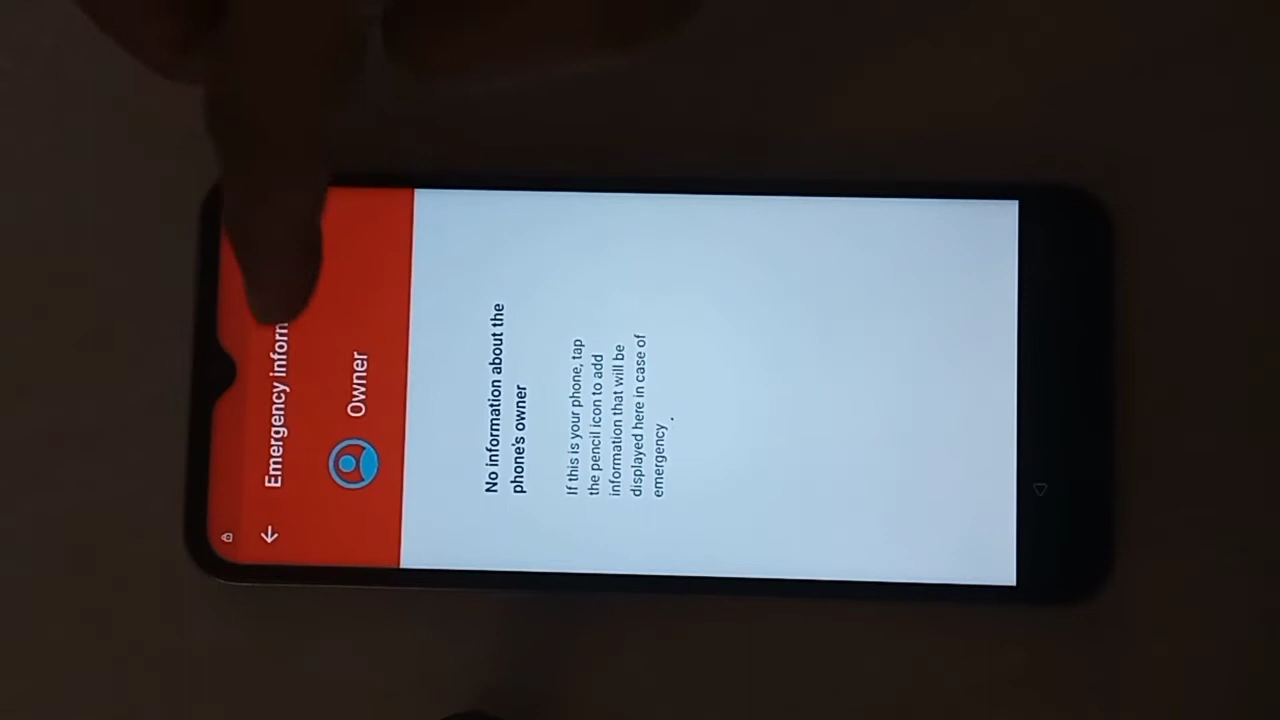 Emergency inform
Owner
No information about the
phone's owner
If this is your phone, tap
the pencil icon to add
information that will be
displayed here in case of
emergency